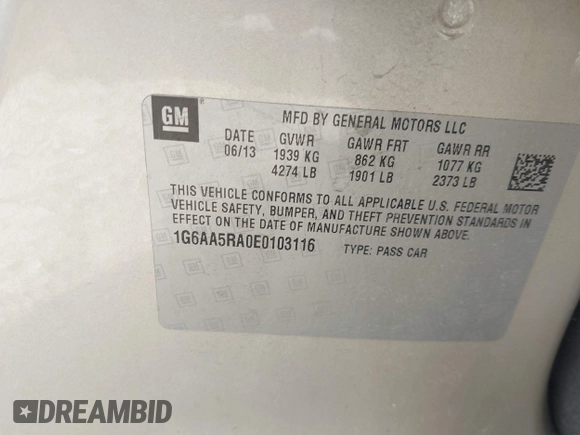 GM
MFD BY GENERAL MOTORS LLC
DATE GVWR GAWR FRT GAWR RR
06/13 1939 KG 862 KG 1077 KG
4274 LB 1901 LB 2373 LB
THIS VEHICLE CONFORMS TO ALL APPLICABLE U.S. FEDERAL MOTOR
VEHICLE SAFETY, BUMPER, AND THEFT PREVENTION STANDARDS IN
EFFECT ON THE DATE OF MANUFACTURE SHOWN ABOVE.
1G6AA5RA0E0103116 TYPE: PASS CAR
DREAMBID